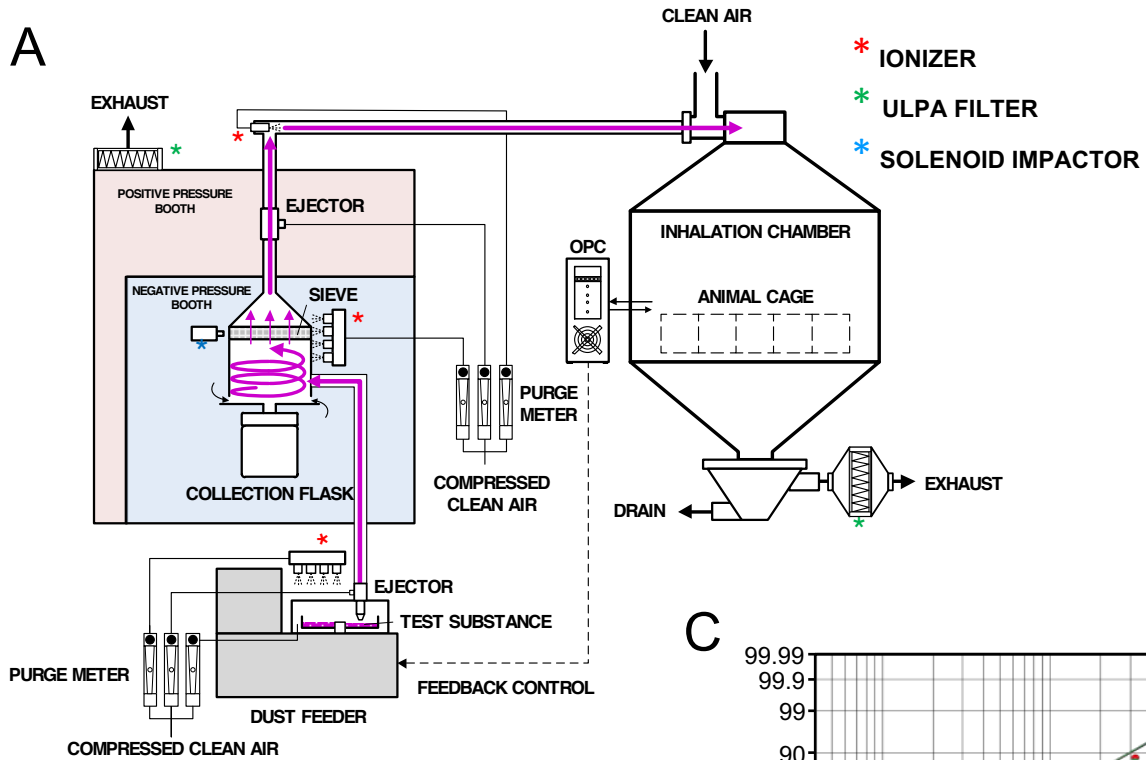 A
CLEAN AIR
* IONIZER
* ULPA FILTER
* SOLENOID IMPACTOR
EXHAUST
*
*
POSITIVE PRESSURE
BOOTH
EJECTOR
INHALATION CHAMBER
OPC
NEGATIVE PRESSURE
BOOTH
SIEVE
ANIMAL CAGE
*
*
PURGE
METER
COLLECTION FLASK
COMPRESSED
CLEAN AIR
EXHAUST
DRAIN
*
*
EJECTOR
TEST SUBSTANCE
PURGE METER
FEEDBACK CONTROL
DUST FEEDER
COMPRESSED CLEAN AIR
C
99.99
99.9
99
90